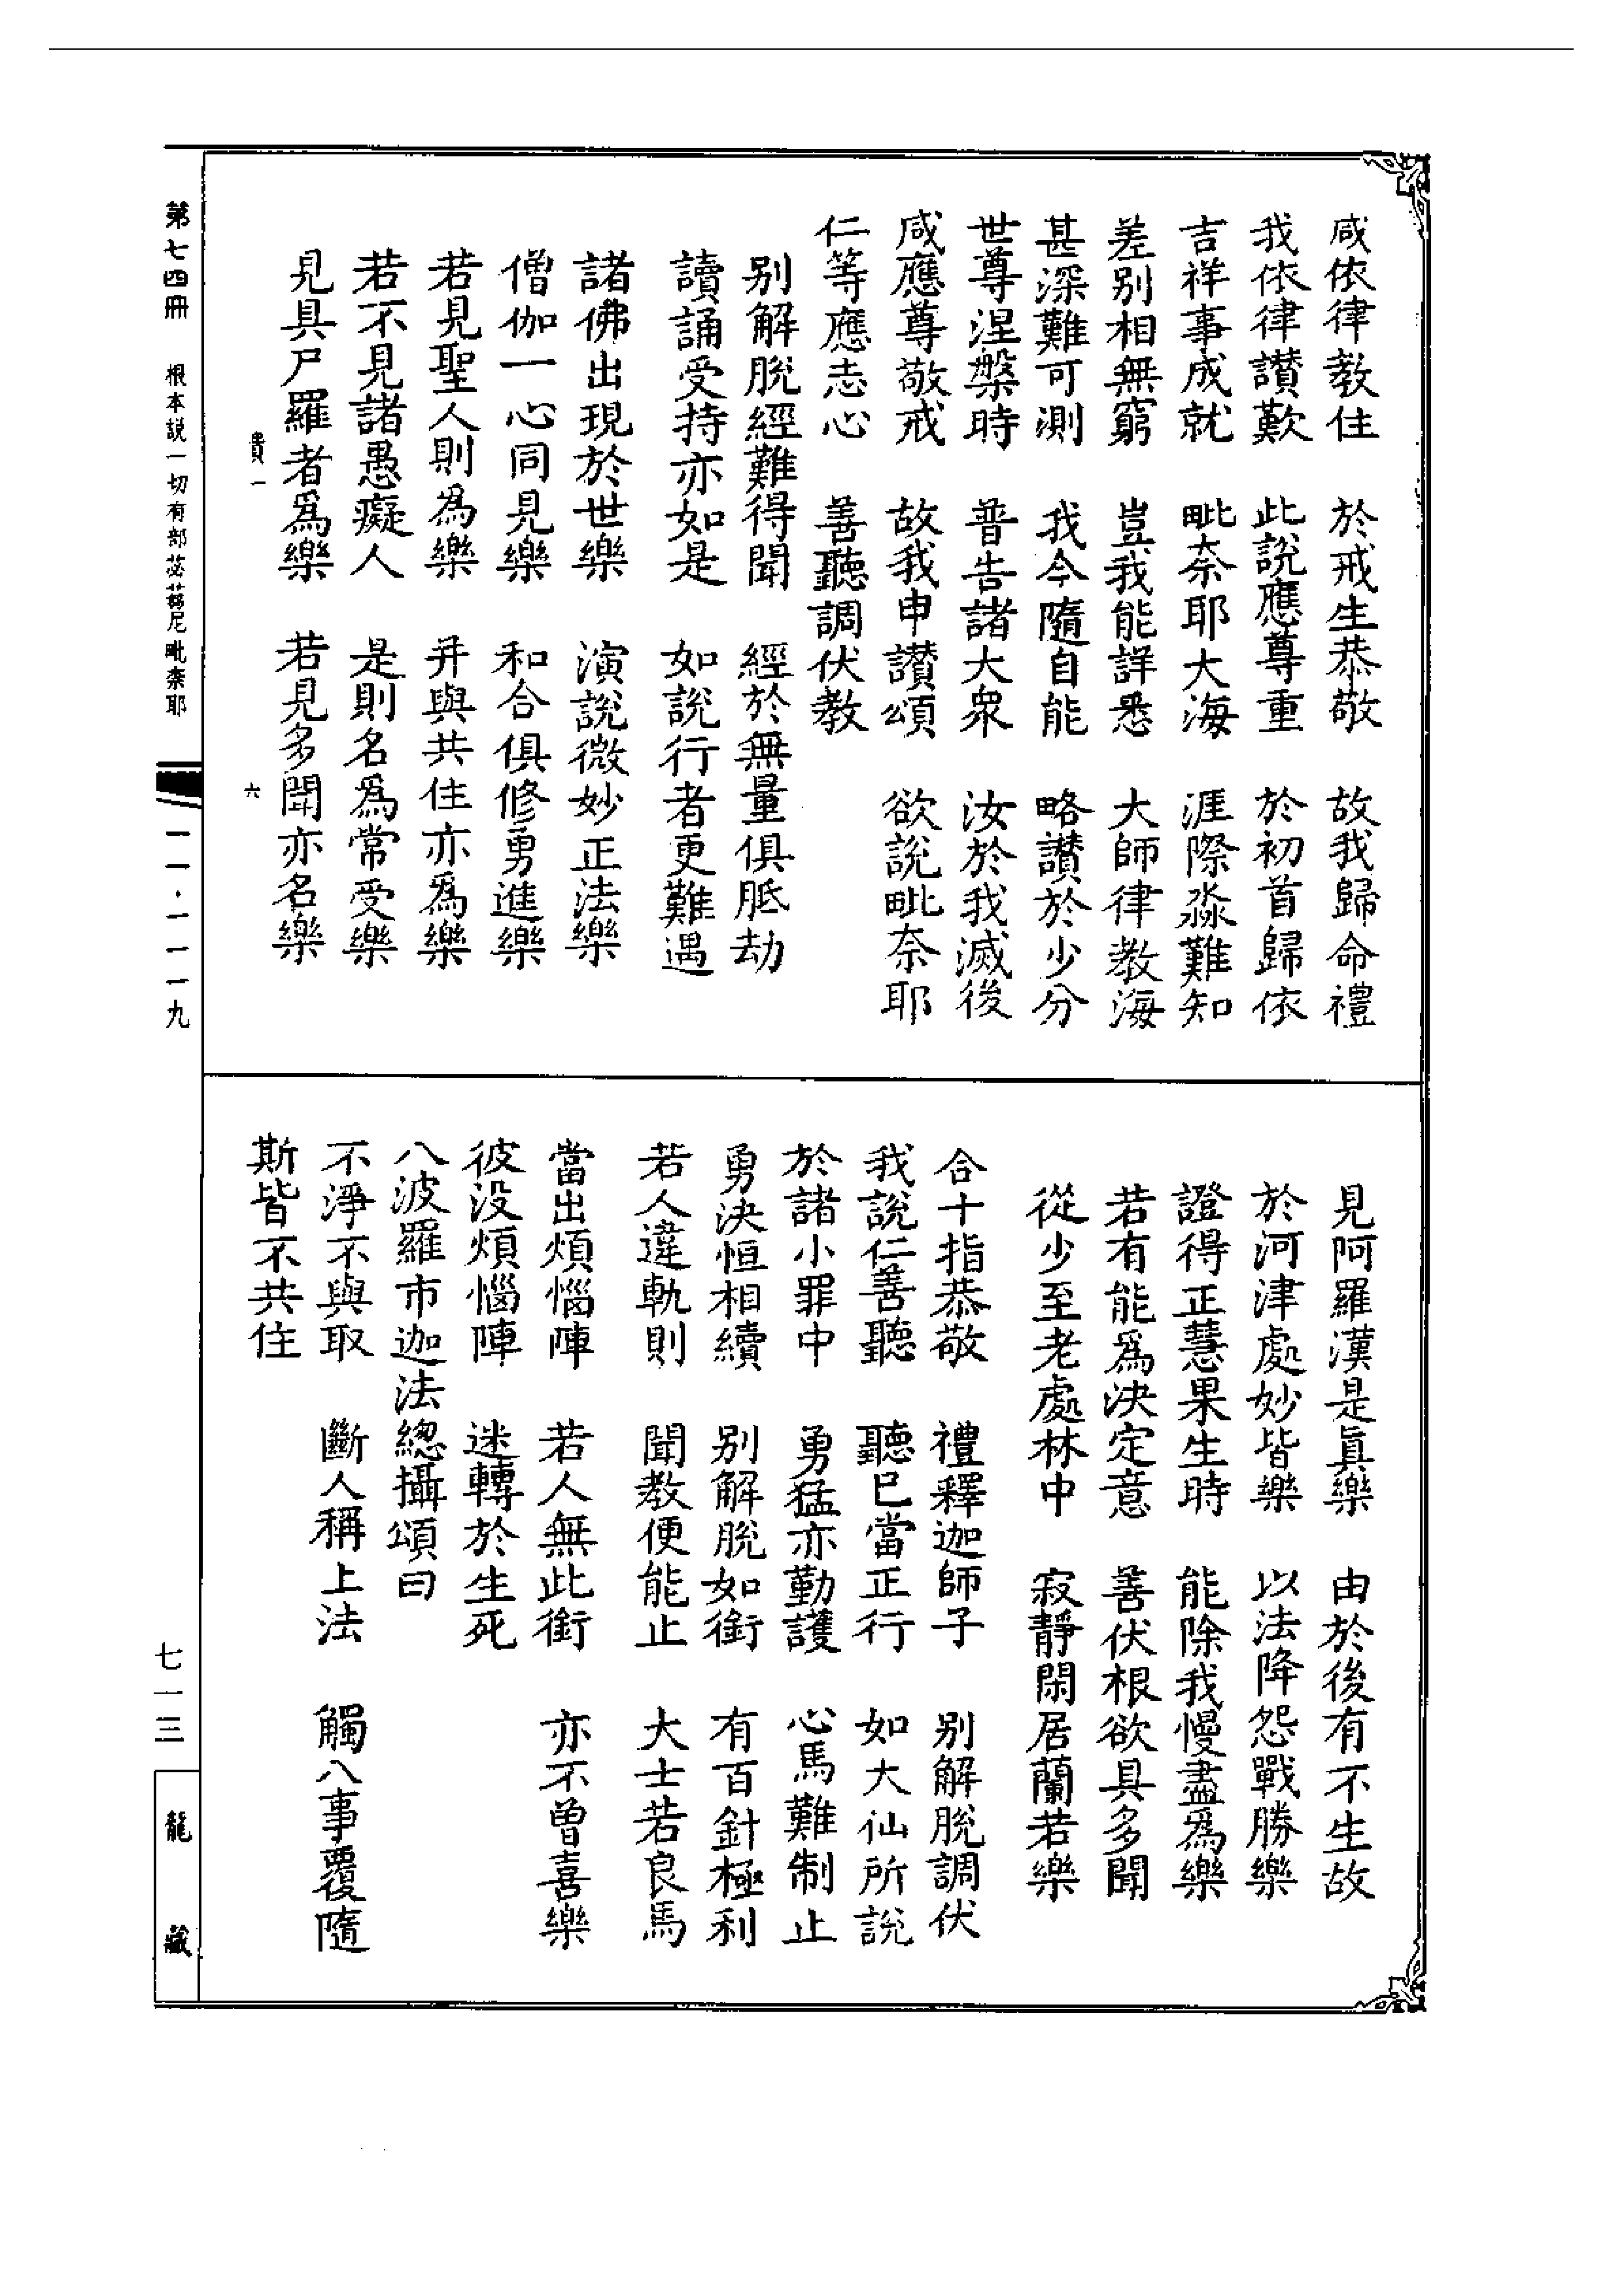 咸依律教住　於戒生恭敬　故我歸命禮
我依律讚歎　此說應尊重　於初首歸依
吉祥事成就　毗奈耶大海　涯際淼難知
差别相無窮　豈我能詳悉　大師律教海
甚深難可測　我今隨自能　略讃於少分
世尊涅槃時　普告諸大衆　汝於我滅後
咸應尊敬戒　故我申讃頌　欲說毗奈耶
仁等應志心　善聽調伏教
别解脫經難得聞　經於無量俱胝劫
讀誦受持亦如是　如說行者更難遇
諸佛出現於世樂　演說微妙正法樂
僧伽一心同見樂　和合俱修勇進樂
若見聖人則為樂　并與共住亦為樂
若不見諸愚癡人　是則名爲常受樂
見具尸羅者爲樂　若見多聞亦名樂
見阿羅漢是眞樂　由於後有不生故
於河津處妙皆樂　以法降怨戰勝樂
證得正慧果生時　能除我慢盡爲樂
若有能爲決定意　善伏根欲具多聞
從少至老處林中　寂靜閑居蘭若樂
合十指恭敬　禮釋迦師子　别解脫調伏
我說仁善聽　聽已當正行　如大仙所說
於諸小罪中　勇猛亦勤護　心馬難制止
勇決恒相續　别解脫如銜　有百針極利
若人違軌則　聞教便能止　大士若良馬
當出煩惱陣　若人無此銜　亦不曾喜樂
彼沒煩惱陣　迷轉於生死
八波羅市迦法總攝頌曰
不淨不與取　斷人稱上法　觸八事覆隨
斯皆不共住
第七四冊　根本說一切有部苾芻尼毗奈耶
一一·一一一九
七一三
龍藏
六